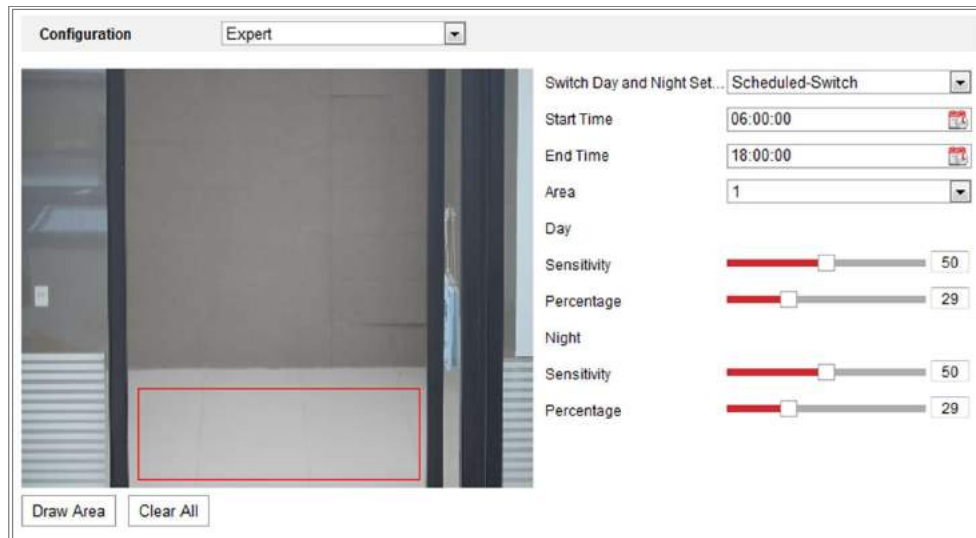 Configuration Expert
Switch Day and Night Set... Scheduled-Switch
Start Time 06:00:00
End Time 18:00:00
Area 1
Day
Sensitivity 50
Percentage 29
Night
Sensitivity 50
Percentage 29
Draw Area Clear All